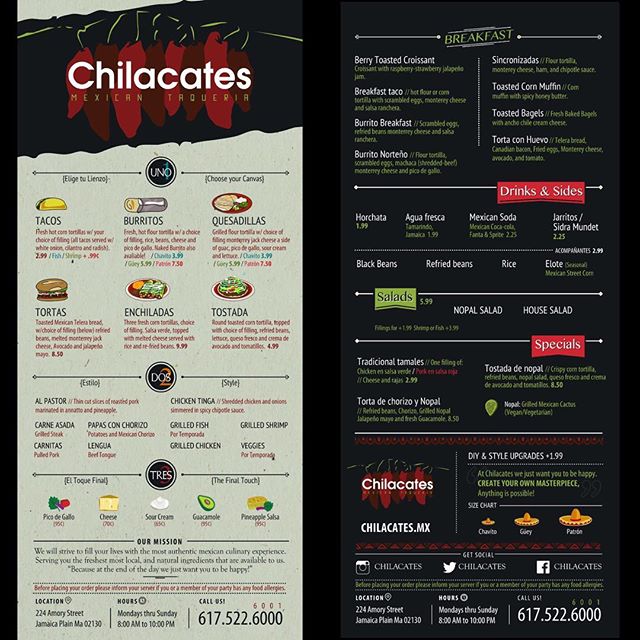 Chilacates
MEXICAN TAQUERIA
{Elige tu Lienzo}
1
UNO
{Choose your Canvas}
TACOS
Fresh hot corn tortillas w/ your
choice of filling (all tacos served w/
white onion, cilantro and radish).
2.99 // Fish / Shrimp + .99¢
BURRITOS
Fresh, hot flour tortilla w/ a choice
of filling, rice, beans, cheese and
pico de gallo. Naked Burrito also
available! // Chavito 3.99
// Güey 5.99 // Patrón 7.50
QUESADILLAS
Grilled flour tortilla w/ choice of
filling monterrey jack cheese a side
of guac, pico de gallo, sour cream
and lettuce. // Chavito 3.99
// Güey 5.99 // Patrón 7.50
TORTAS
Toasted Mexican Telera bread,
w/choice of filling (below) refried
beans, melted monterey jack
cheese, Avocado and jalapeño
mayo. 8.50
ENCHILADAS
Three fresh corn tortillas, choice
of filling. Salsa verde, topped
with melted cheese served with
rice and re-fried beans. 9.99
TOSTADA
Round toasted corn tortilla, topped
with choice of filling, refried beans,
lettuce, queso fresco and crema de
avocado and tomatillos. 4.99
{Estilo}
2
DOS
{Style}
AL PASTOR // Thin cut slices of roasted pork
marinated in annatto and pineapple.
CHICKEN TINGA // Shredded chicken and onions
simmered in spicy chipotle sauce.
CARNE ASADA
Grilled Steak
PAPAS CON CHORIZO
Potatoes and Mexican Chorizo
GRILLED FISH
Por Temporada
GRILLED SHRIMP
CARNITAS
Pulled Pork
LENGUA
Beef Tongue
GRILLED CHICKEN
VEGGIES
Por Temporada
{El Toque Final}
3
TRES
{The Final Touch}
Pico de Gallo
(95C)
Cheese
(70C)
Sour Cream
(65C)
Guacamole
(95C)
Pineapple Salsa
(95C)
OUR MISSION
We will strive to fill your lives with the most authentic mexican culinary experience.
Serving you the freshest most local, and natural ingredients that are available to us.
"Because at the end of the day we just want you to be happy!"
Before placing your order please inform your server if you or a member of your party has any food allergies.
LOCATION
224 Amory Street
Jamaica Plain Ma 02130
HOURS
Mondays thru Sunday
8:00 AM to 10:00 PM
CALL US!
6001
617.522.6000
BREAKFAST
Berry Toasted Croissant
Croissant with raspberry-strawberry jalapeño
jam.
Breakfast taco // hot flour or corn
tortilla with scrambled eggs, monterey cheese
and salsa ranchera.
Burrito Breakfast // Scrambled eggs,
refried beans monterey cheese and salsa
ranchera.
Burrito Norteño // Flour tortilla,
scrambled eggs, machaca (shredded-beef)
monterey cheese and pico de gallo.
Sincronizadas // Flour tortilla,
monterey cheese, ham, and chipotle sauce.
Toasted Corn Muffin // Corn
muffin with spicy honey butter.
Toasted Bagels // Fresh Baked Bagels
with ancho chile cream cheese.
Torta con Huevo // Telera bread,
Canadian bacon, Fried eggs, Monterey cheese,
avocado, and tomato.
Drinks & Sides
Horchata
1.99
Agua fresca
Tamarindo,
Jamaica 1.99
Mexican Soda
Mexican Coca-cola,
Fanta & Sprite 2.25
Jarritos /
Sidra Mundet
2.25
ACOMPAÑANTES 2.99
Black Beans
Refried beans
Rice
Elote (Seasonal)
Mexican Street Corn
Salads
5.99
NOPAL SALAD
HOUSE SALAD
Fillings for +1.99 Shrimp or Fish +3.99
Specials
Traditional tamales // One filling of:
Chicken en salsa verde / Pork en salsa roja
// Cheese and rajas 2.99
Tostada de nopal // Crispy corn tortilla,
refried beans, nopal salad, queso fresco and crema
de avocado and tomatillos. 8.50
Torta de chorizo y Nopal
// Refried beans, Chorizo, Grilled Nopal
Jalapeño mayo and fresh Guacamole. 8.50
Nopal: Grilled Mexican Cactus
(Vegan/Vegetarian)
Chilacates
MEXICAN TAQUERIA
CHILACATES.MX
DIY & STYLE UPGRADES +1.99
At Chilacates we just want you to be happy.
CREATE YOUR OWN MASTERPIECE,
Anything is possible!
SIZE CHART
Chavito
Güey
Patrón
GET SOCIAL
CHILACATES
CHILACATES
CHILACATES
Before placing your order please inform your server if you or a member of your party has any food allergies.
LOCATION
224 Amory Street
Jamaica Plain Ma 02130
HOURS
Mondays thru Sunday
8:00 AM to 10:00 PM
CALL US!
6001
617.522.6000